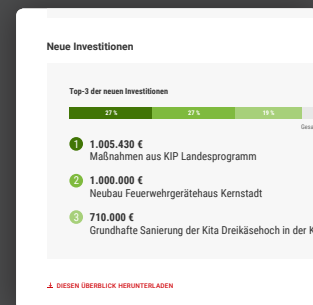 Neue Investitionen
Top-3 der neuen Investitionen
27 % 27 % 19 %
1 1.005.430 €
Maßnahmen aus KIP Landesprogramm
2 1.000.000 €
Neubau Feuerwehrgerätehaus Kernstadt
3 710.000 €
Grundhafte Sanierung der Kita Dreikäsehoch in der K
DIESEN ÜBERBLICK HERUNTERLADEN